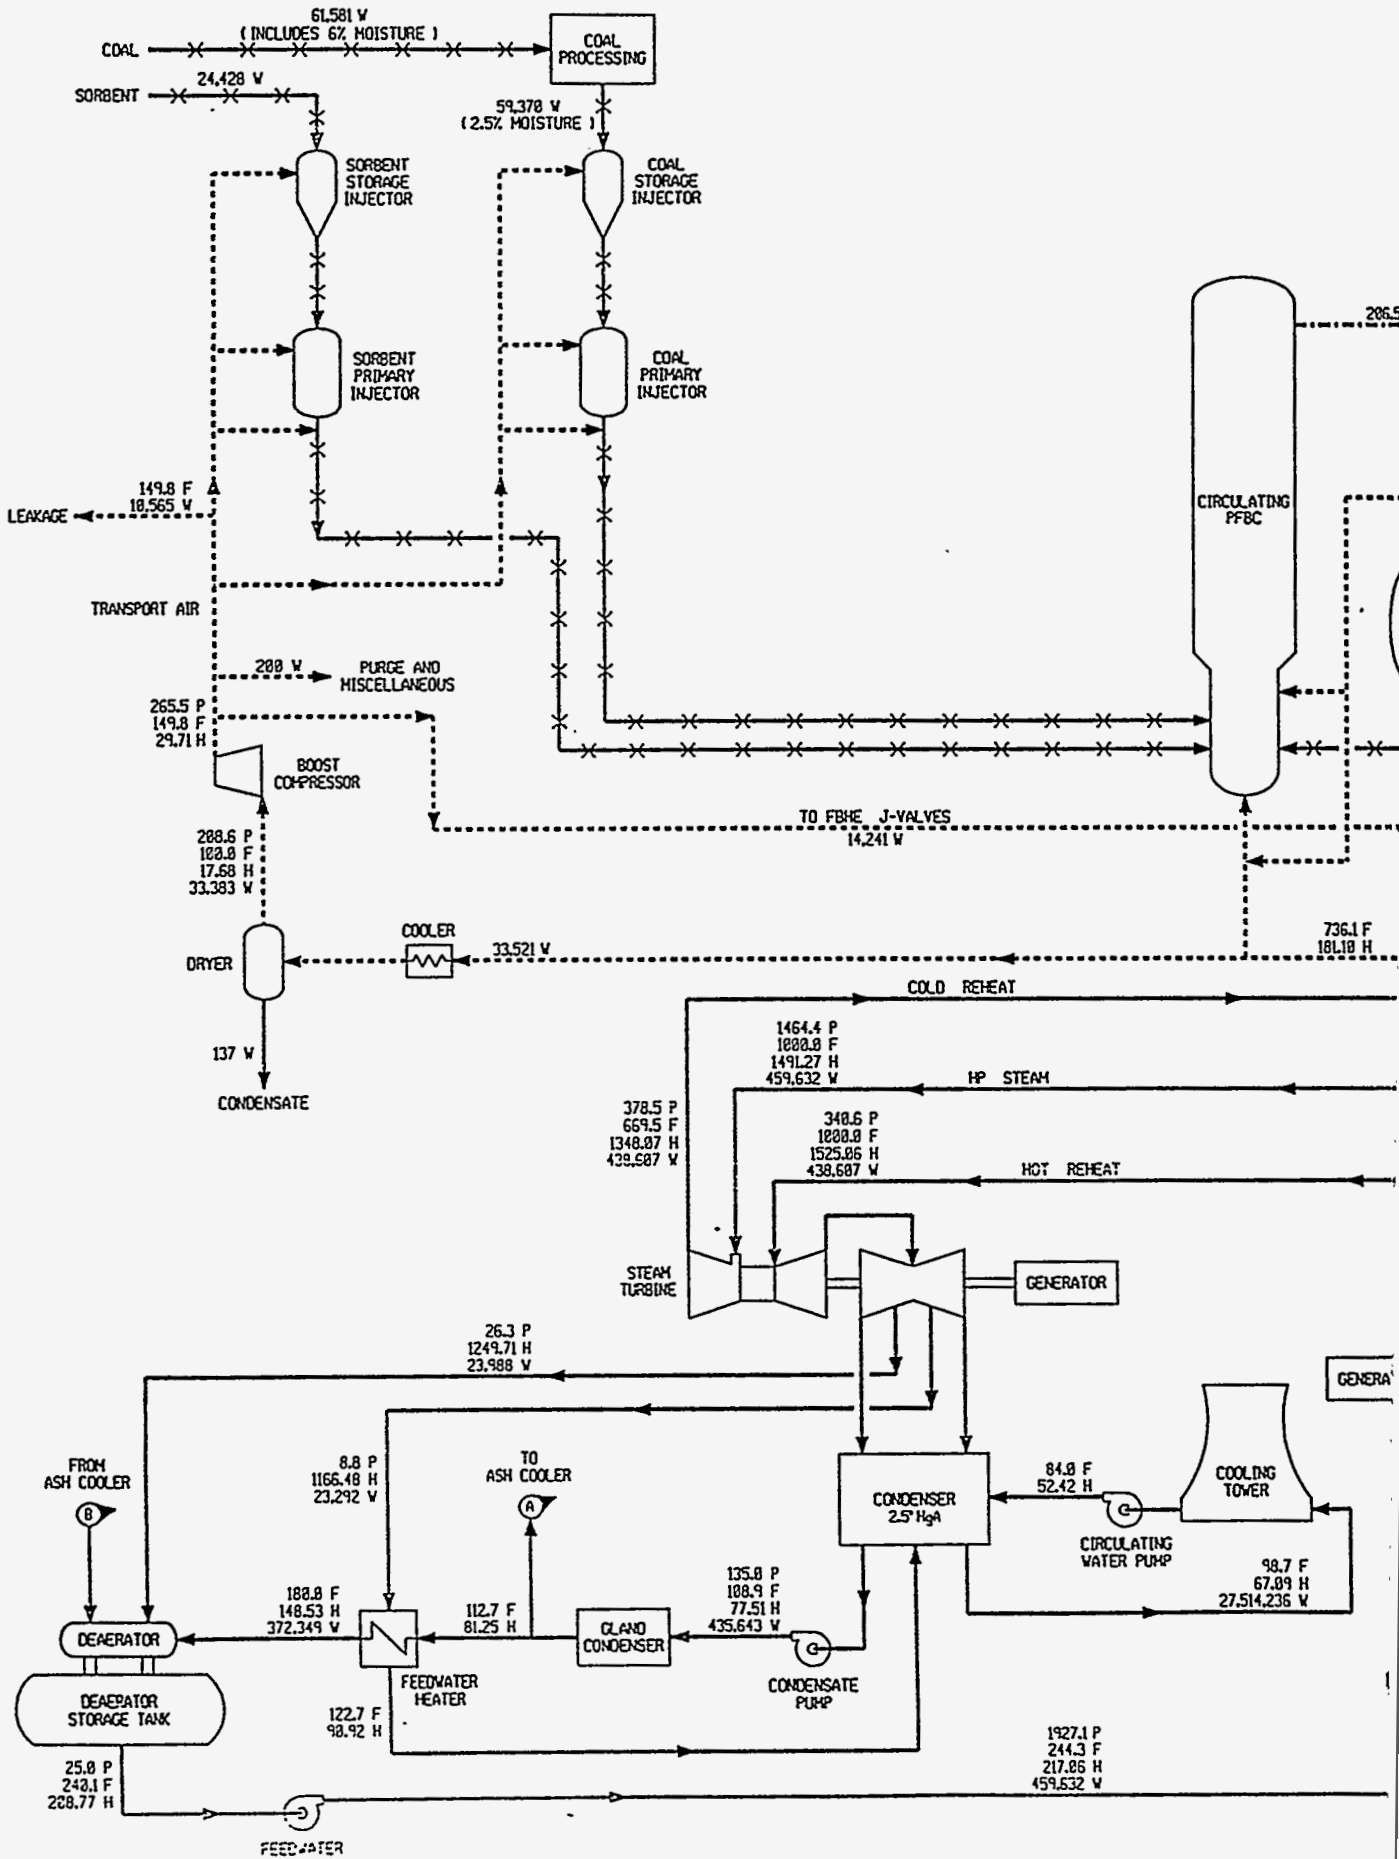 61,581 W
( INCLUDES 6% MOISTURE )
COAL
COAL
PROCESSING
24,428 W
SORBENT
59,370 W
( 2.5% MOISTURE )
SORBENT
STORAGE
INJECTOR
COAL
STORAGE
INJECTOR
206.5
SORBENT
PRIMARY
INJECTOR
COAL
PRIMARY
INJECTOR
149.8 F
10,565 W
LEAKAGE
CIRCULATING
PFBC
TRANSPORT AIR
200 W
PURGE AND
MISCELLANEOUS
265.5 P
149.8 F
29.71 H
BOOST
COMPRESSOR
TO FBHE J-VALVES
14,241 W
208.6 P
100.0 F
17.68 H
33,383 W
COOLER
DRYER
33,521 W
736.1 F
181.10 H
COLD REHEAT
137 W
CONDENSATE
1464.4 P
1000.0 F
1491.27 H
459,632 W
HP STEAM
378.5 P
669.5 F
1348.07 H
340.6 P
1000.0 F
1525.06 H
438,607 W
HOT REHEAT
STEAM
TURBINE
GENERATOR
26.3 P
1249.71 H
23,988 W
GENERA
FROM
ASH COOLER
B
8.8 P
1166.48 H
23,292 W
TO
ASH COOLER
A
CONDENSER
2.5" HgA
84.0 F
52.42 H
COOLING
TOWER
CIRCULATING
WATER PUMP
98.7 F
67.09 H
27,514,236 W
180.0 F
148.53 H
372,349 W
112.7 F
81.25 H
GLAND
CONDENSER
135.0 P
108.9 F
77.51 H
435,643 W
DEAERATOR
FEEDWATER
HEATER
CONDENSATE
PUMP
DEAERATOR
STORAGE TANK
122.7 F
90.92 H
25.0 P
240.1 F
208.77 H
1927.1 P
244.3 F
217.06 H
459,632 W
FEEDWATER